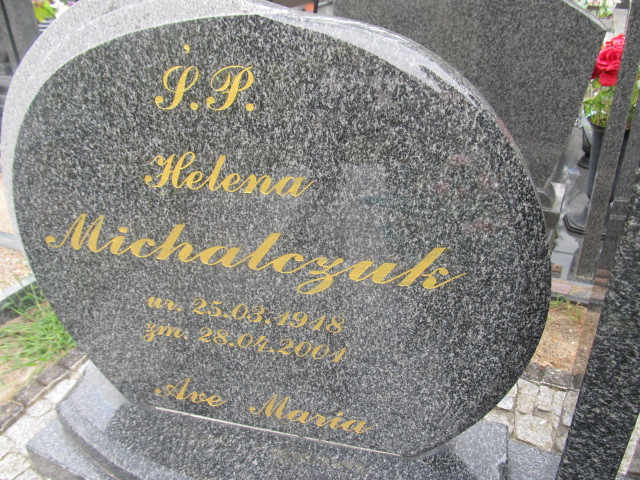 Ś.P.
Helena
Michalczuk
ur. 25.03.1918
zm. 28.04.2001
Ave Maria